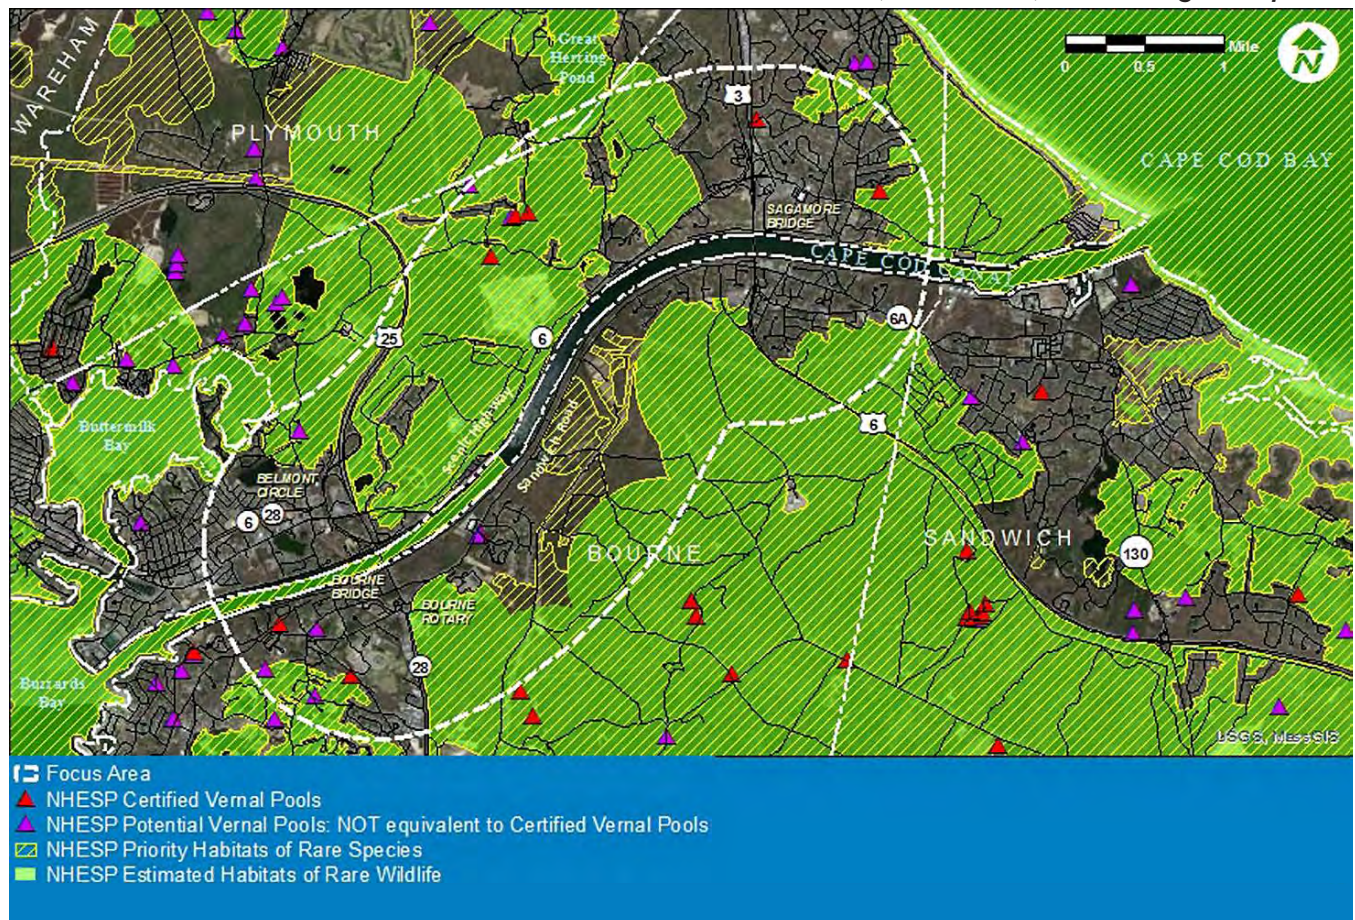 Great
Herring
Pond
Mile
0 0.5 1
N
WAREHAM
3
PLYMOUTH
CAPE COD BAY
SAGAMORE
BRIDGE
CAPE COD CANAL
6A
25
6
Buttermilk
Bay
Scenic Highway
6
Sandwich Road
BELMONT
CIRCLE
28
6
BOURNE
SANDWICH
130
BOURNE
BRIDGE
BOURNE
ROTARY
28
Buzzards
Bay
USGS, MassGIS
Focus Area
NHESP Certified Vernal Pools
NHESP Potential Vernal Pools: NOT equivalent to Certified Vernal Pools
NHESP Priority Habitats of Rare Species
NHESP Estimated Habitats of Rare Wildlife